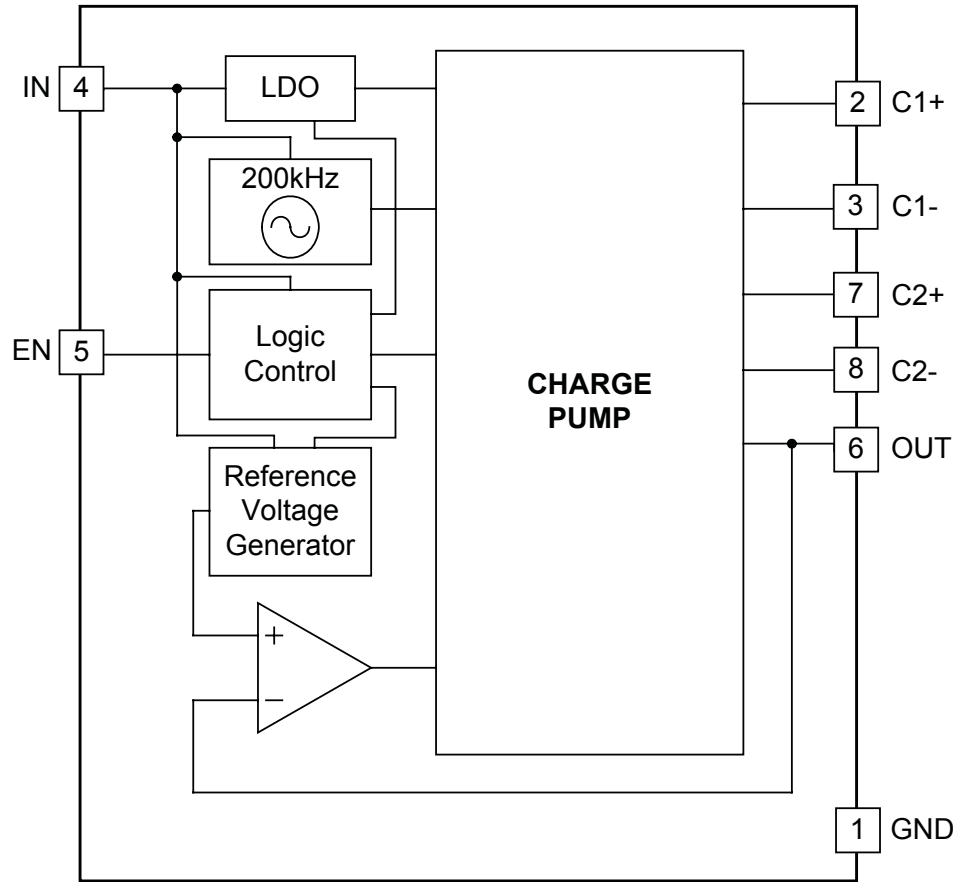 IN 4
LDO
2 C1+
200kHz
3 C1-
7 C2+
EN 5
Logic
Control
8 C2-
CHARGE
PUMP
6 OUT
Reference
Voltage
Generator
+
−
1 GND